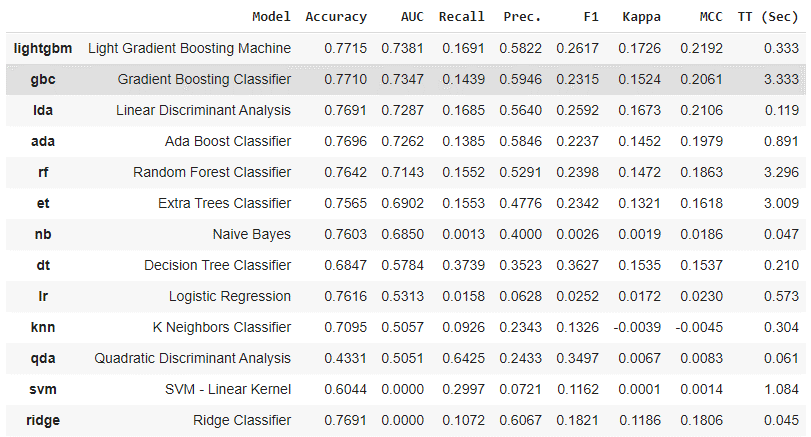 Model Accuracy AUC Recall Prec. F1 Kappa MCC TT (Sec)
lightgbm Light Gradient Boosting Machine 0.7715 0.7381 0.1691 0.5822 0.2617 0.1726 0.2192 0.333
gbc Gradient Boosting Classifier 0.7710 0.7347 0.1439 0.5946 0.2315 0.1524 0.2061 3.333
lda Linear Discriminant Analysis 0.7691 0.7287 0.1685 0.5640 0.2592 0.1673 0.2106 0.119
ada Ada Boost Classifier 0.7696 0.7262 0.1385 0.5846 0.2237 0.1452 0.1979 0.891
rf Random Forest Classifier 0.7642 0.7143 0.1552 0.5291 0.2398 0.1472 0.1863 3.296
et Extra Trees Classifier 0.7565 0.6902 0.1553 0.4776 0.2342 0.1321 0.1618 3.009
nb Naive Bayes 0.7603 0.6850 0.0013 0.4000 0.0026 0.0019 0.0186 0.047
dt Decision Tree Classifier 0.6847 0.5784 0.3739 0.3523 0.3627 0.1535 0.1537 0.210
lr Logistic Regression 0.7616 0.5313 0.0158 0.0628 0.0252 0.0172 0.0230 0.573
knn K Neighbors Classifier 0.7095 0.5057 0.0926 0.2343 0.1326 -0.0039 -0.0045 0.304
qda Quadratic Discriminant Analysis 0.4331 0.5051 0.6425 0.2433 0.3497 0.0067 0.0083 0.061
svm SVM - Linear Kernel 0.6044 0.0000 0.2997 0.0721 0.1162 0.0001 0.0014 1.084
ridge Ridge Classifier 0.7691 0.0000 0.1072 0.6067 0.1821 0.1186 0.1806 0.045